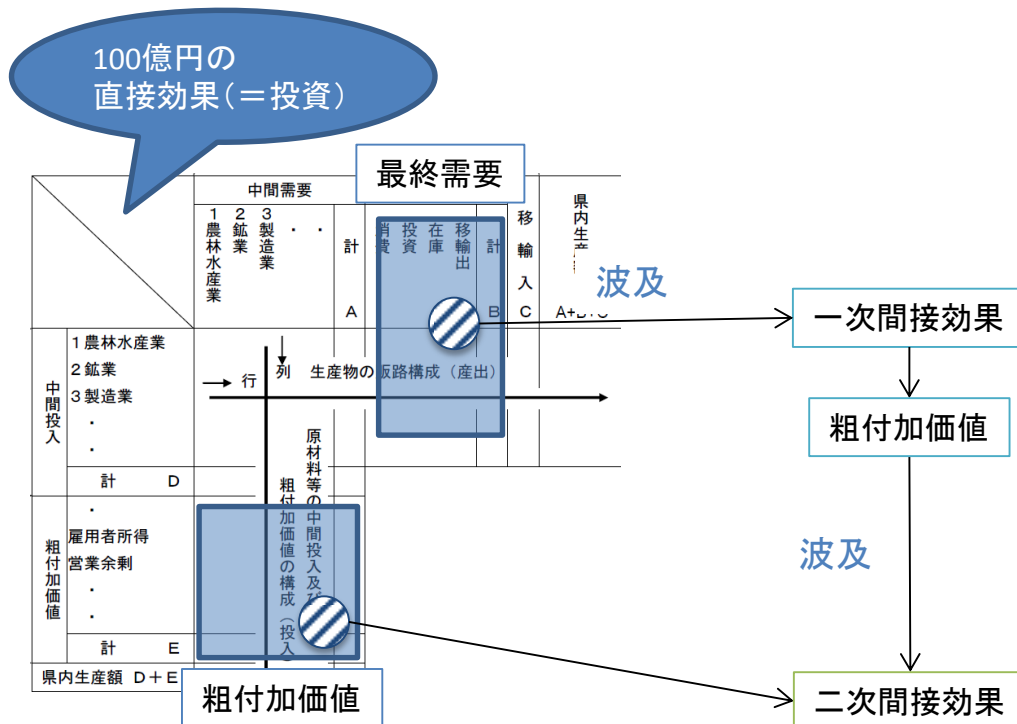 100億円の
直接効果(=投資)
最終需要
中間需要
1農林水産業
2鉱業
3製造業
・
・
計 A
消費
投資
在庫
移輸出
計 B
移輸入 C
県内生産
A+B+C
波及
一次間接効果
中間投入
1農林水産業
2鉱業
3製造業
・
・
計 D
行
列 生産物の販路構成(産出)
原材料等の中間投入及び
粗付加価値の構成(投入)
粗付加価値
波及
粗付加価値
・
雇用者所得
営業余剰
・
・
計 E
県内生産額 D+E
粗付加価値
二次間接効果